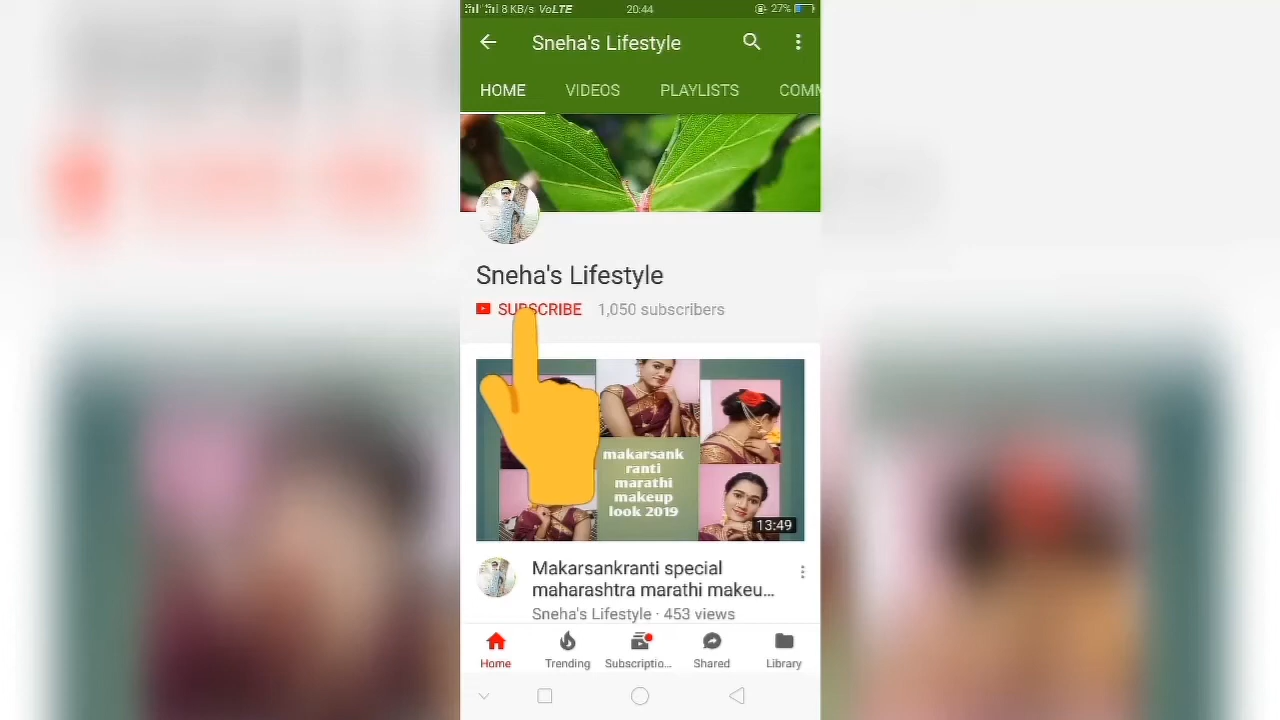 8 KB/s VoLTE 20:44 27%
Sneha's Lifestyle
HOME VIDEOS PLAYLISTS COMM
Sneha's Lifestyle
SUBSCRIBE 1,050 subscribers
makarsank
ranti
marathi
makeup
look 2019
13:49
Makarsankranti special
maharashtra marathi makeu...
Sneha's Lifestyle · 453 views
Home Trending Subscriptio... Shared Library